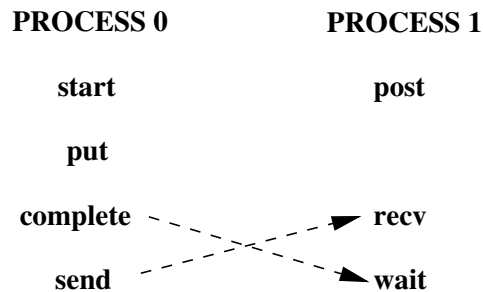 PROCESS 0 PROCESS 1
start post
put
complete recv
send wait